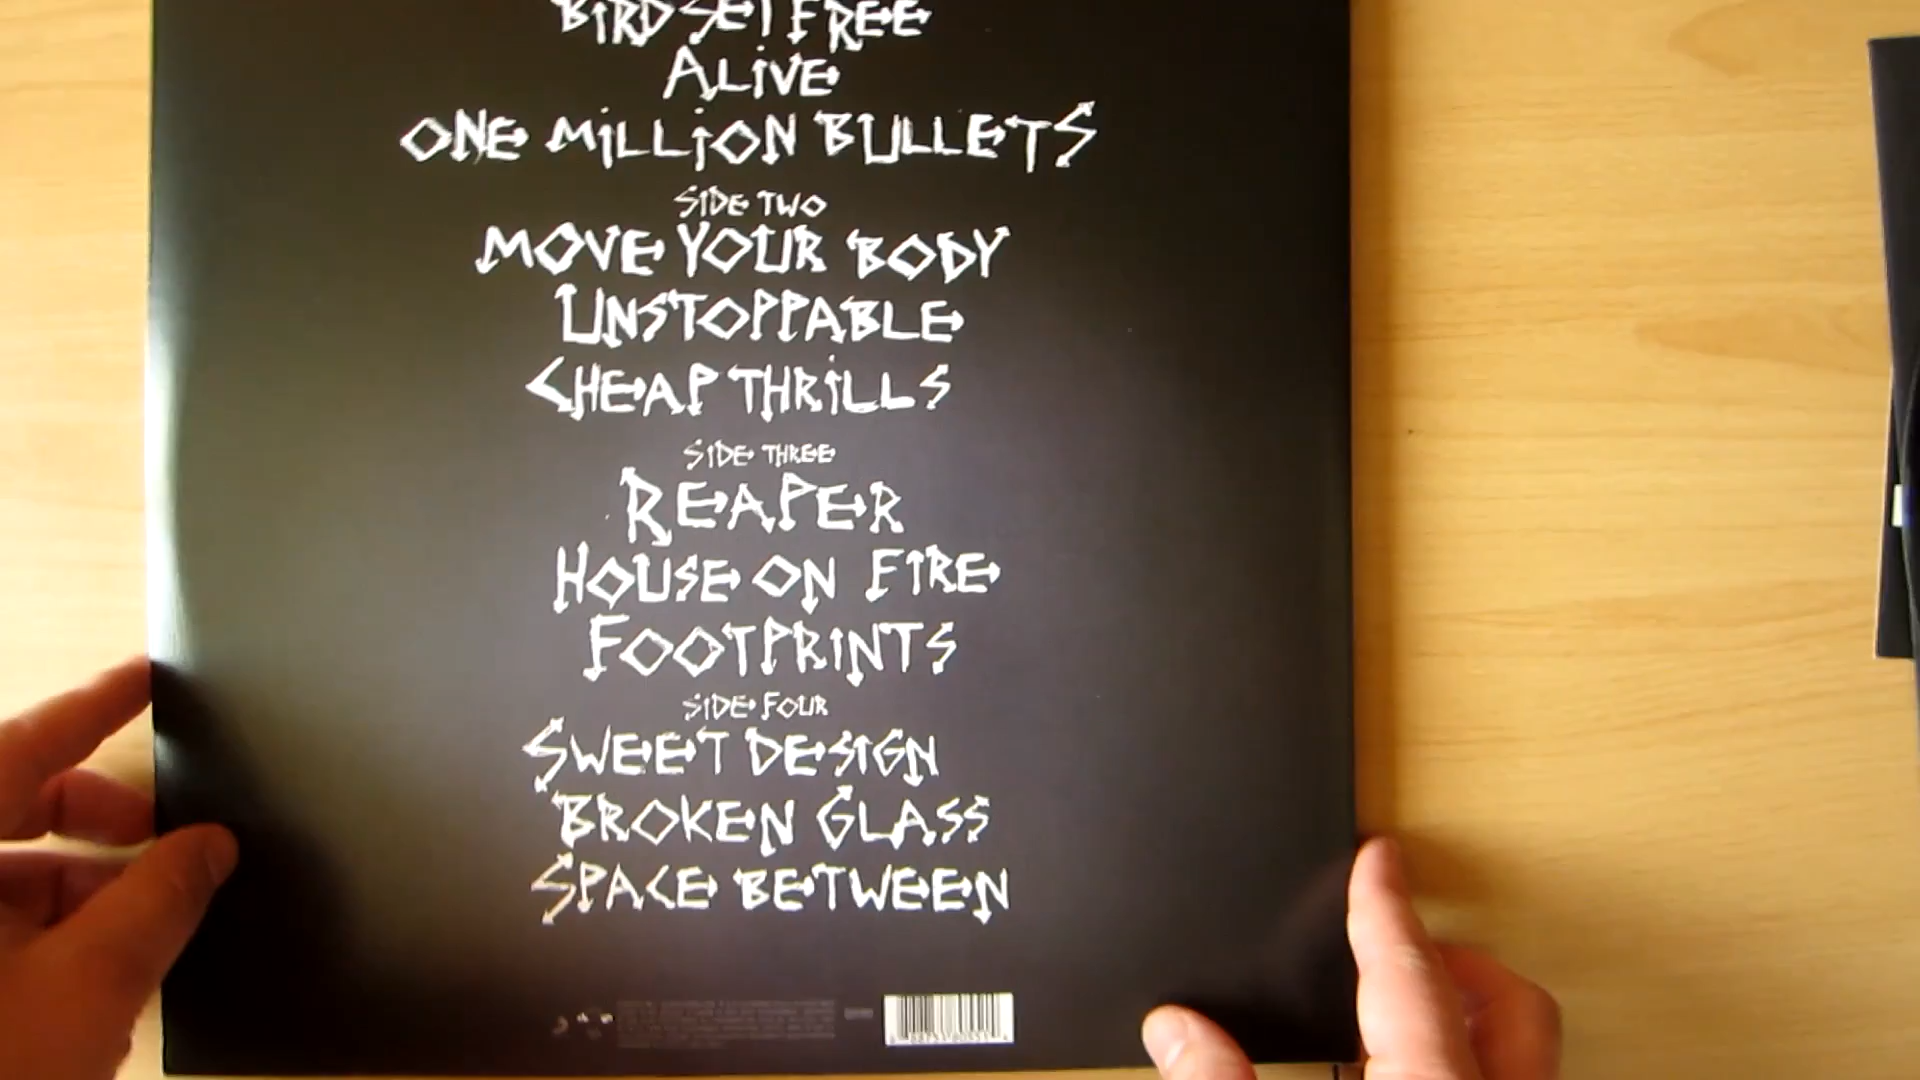 BIRD SET FREE
ALIVE
ONE MILLION BULLETS
SIDE TWO
MOVE YOUR BODY
UNSTOPPABLE
CHEAP THRILLS
SIDE THREE
REAPER
HOUSE ON FIRE
FOOTPRINTS
SIDE FOUR
SWEET DESIGN
BROKEN GLASS
SPACE BETWEEN